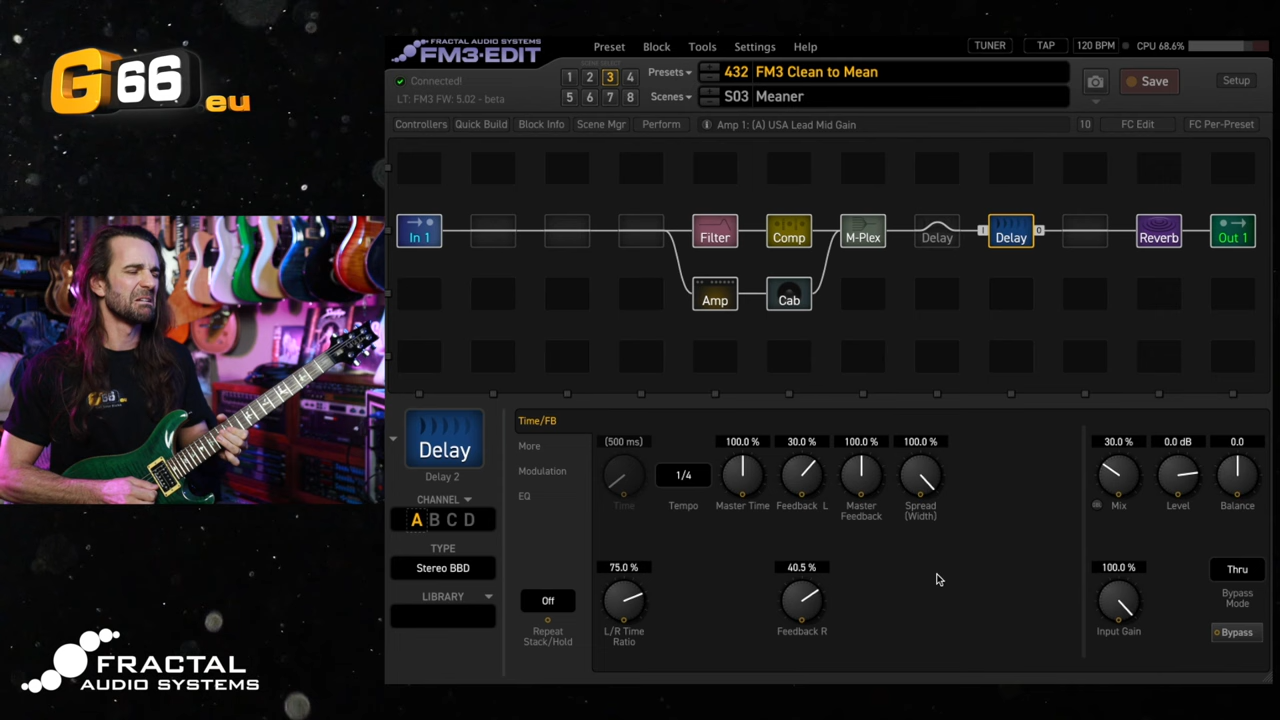 G66.eu
FRACTAL AUDIO SYSTEMS
FM3-EDIT
Preset Block Tools Settings Help
TUNER TAP 120 BPM CPU 68.6%
Connected!
LT: FM3 FW: 5.02 - beta
SCENE SELECT
1 2 3 4
5 6 7 8
Presets 432 FM3 Clean to Mean
Scenes S03 Meaner
Save Setup
Controllers Quick Build Block Info Scene Mgr Perform Amp 1: (A) USA Lead Mid Gain 10 FC Edit FC Per-Preset
In 1 Filter Comp M-Plex Delay Delay Reverb Out 1
Amp Cab
Delay
Delay 2
CHANNEL
A B C D
TYPE
Stereo BBD
LIBRARY
Time/FB
More
Modulation
EQ
Off
Repeat
Stack/Hold
(500 ms) 100.0 % 30.0 % 100.0 % 100.0 %
1/4
Time Tempo Master Time Feedback L Master Feedback Spread (Width)
75.0 % 40.5 %
L/R Time Ratio Feedback R
30.0 % 0.0 dB 0.0
Mix Level Balance
100.0 % Thru
Input Gain Bypass Mode
Bypass
FRACTAL
AUDIO SYSTEMS